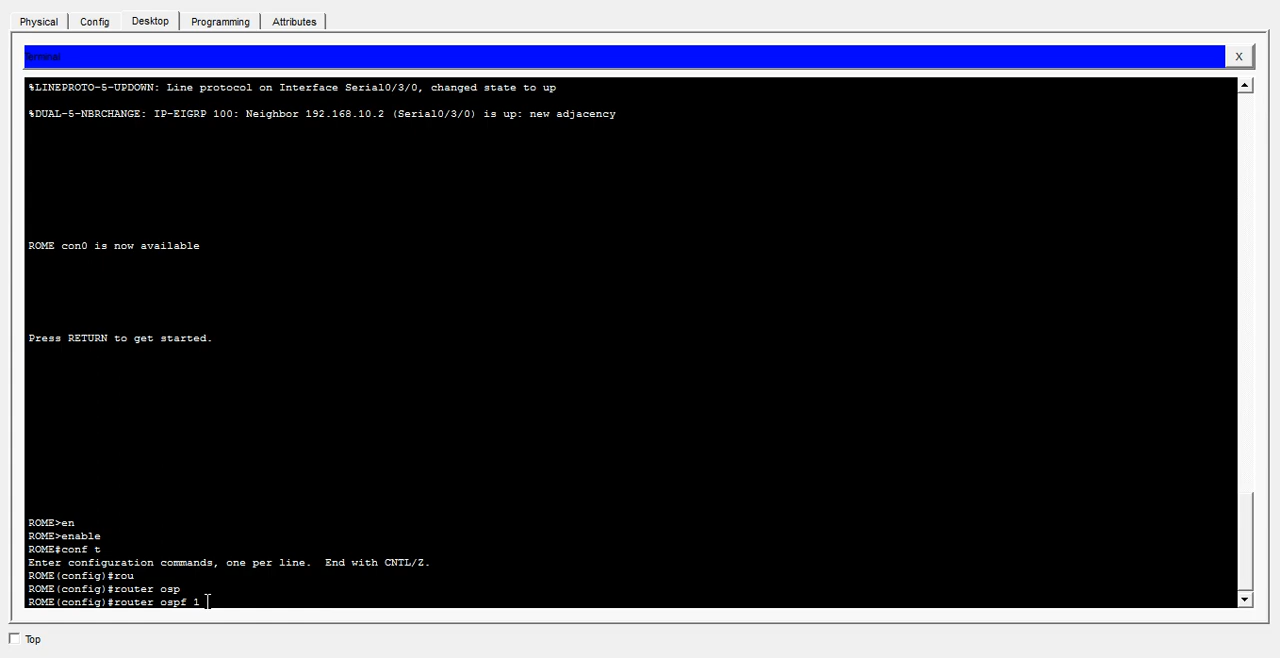 Physical Config Desktop Programming Attributes
Terminal X
%LINEPROTO-5-UPDOWN: Line protocol on Interface Serial0/3/0, changed state to up
%DUAL-5-NBRCHANGE: IP-EIGRP 100: Neighbor 192.168.10.2 (Serial0/3/0) is up: new adjacency
ROME con0 is now available
Press RETURN to get started.
ROME>en
ROME>enable
ROME#conf t
Enter configuration commands, one per line.  End with CNTL/Z.
ROME(config)#rou
ROME(config)#router osp
ROME(config)#router ospf 1
Top